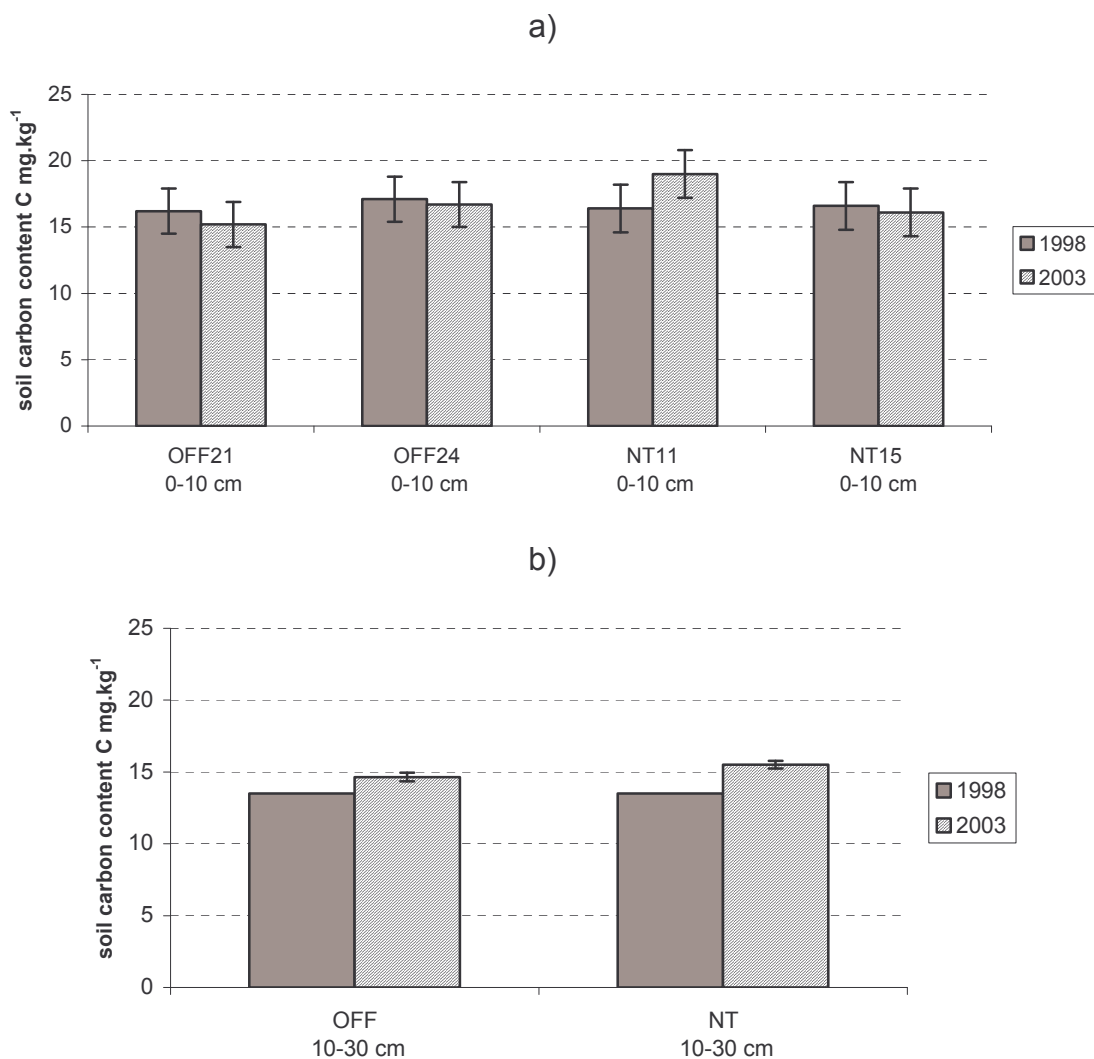 a)
soil carbon content C mg.kg⁻¹
25
20
15
10
5
0
OFF21 OFF24 NT11 NT15
0-10 cm 0-10 cm 0-10 cm 0-10 cm
1998
2003
b)
soil carbon content C mg.kg⁻¹
25
20
15
10
5
0
OFF NT
10-30 cm 10-30 cm
1998
2003